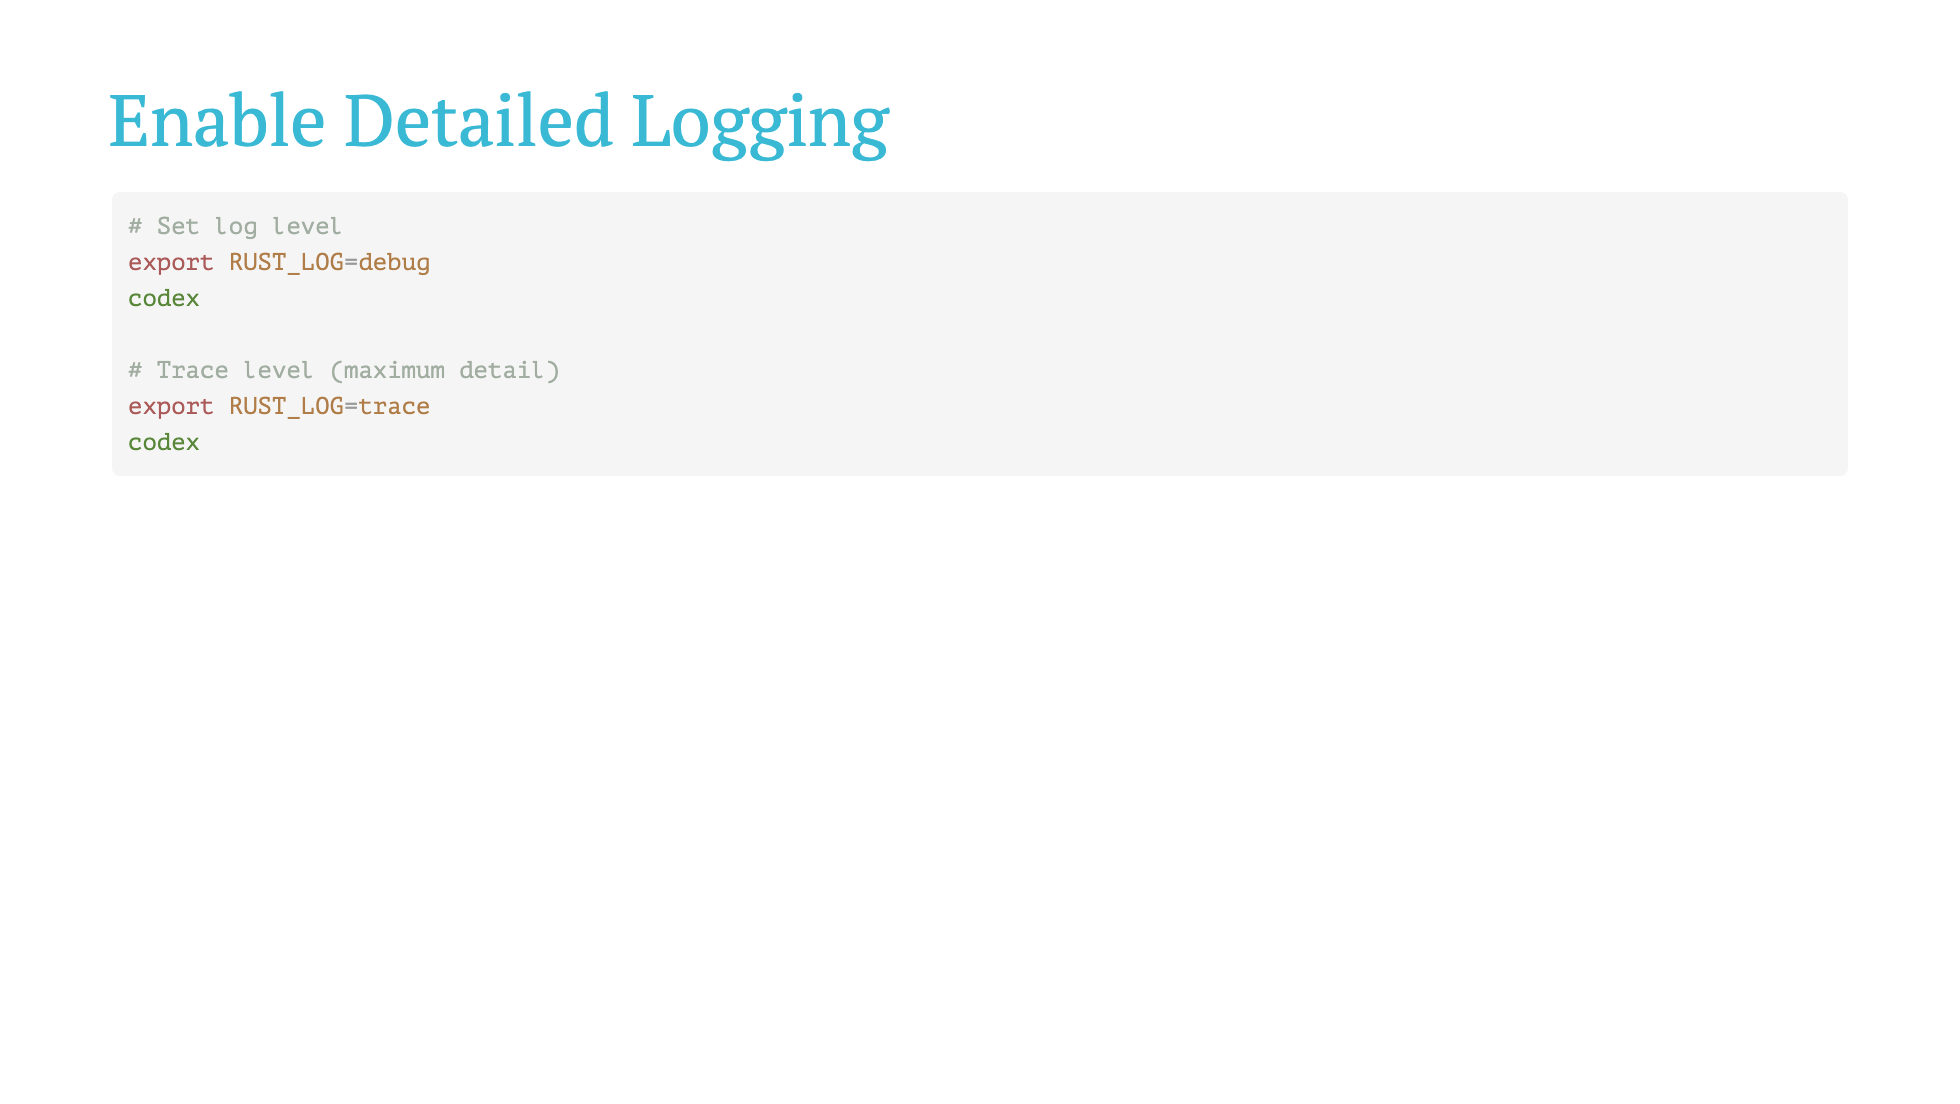 Enable Detailed Logging
# Set log level
export RUST_LOG=debug
codex
# Trace level (maximum detail)
export RUST_LOG=trace
codex